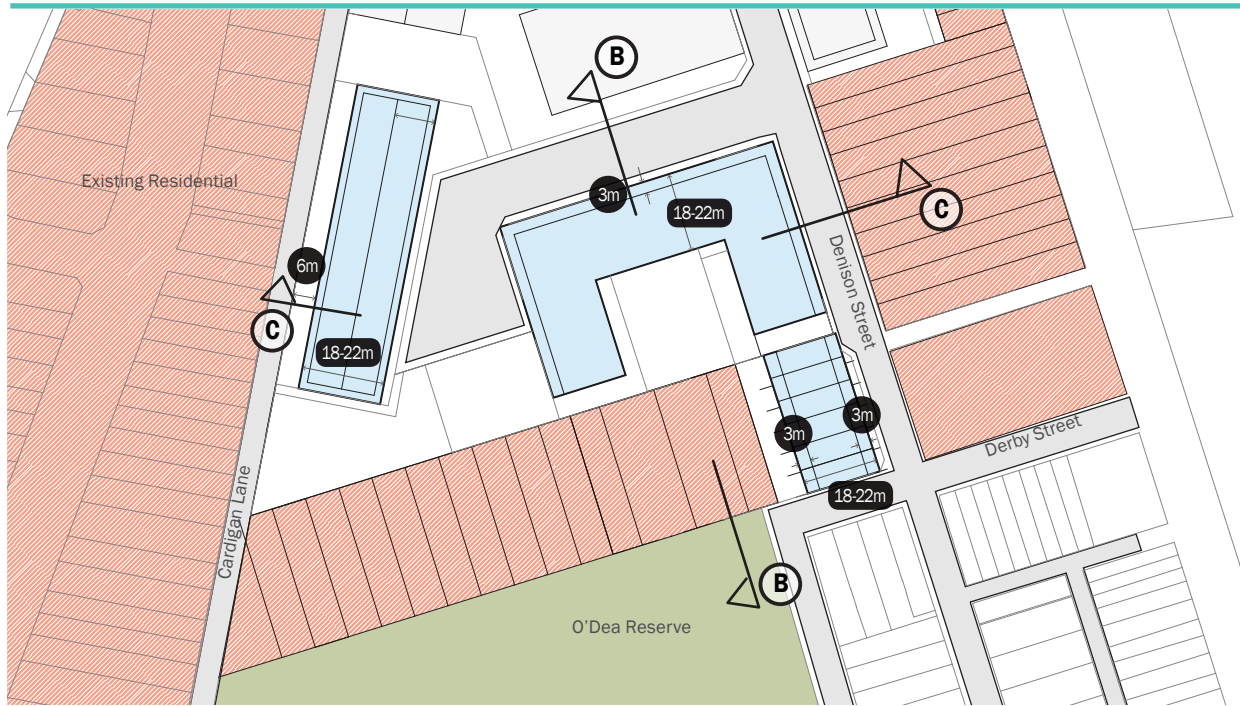 B
Existing Residential
3m
18-22m
C
Denison Street
6m
C
18-22m
3m
3m
Derby Street
18-22m
Cardigan Lane
B
O'Dea Reserve